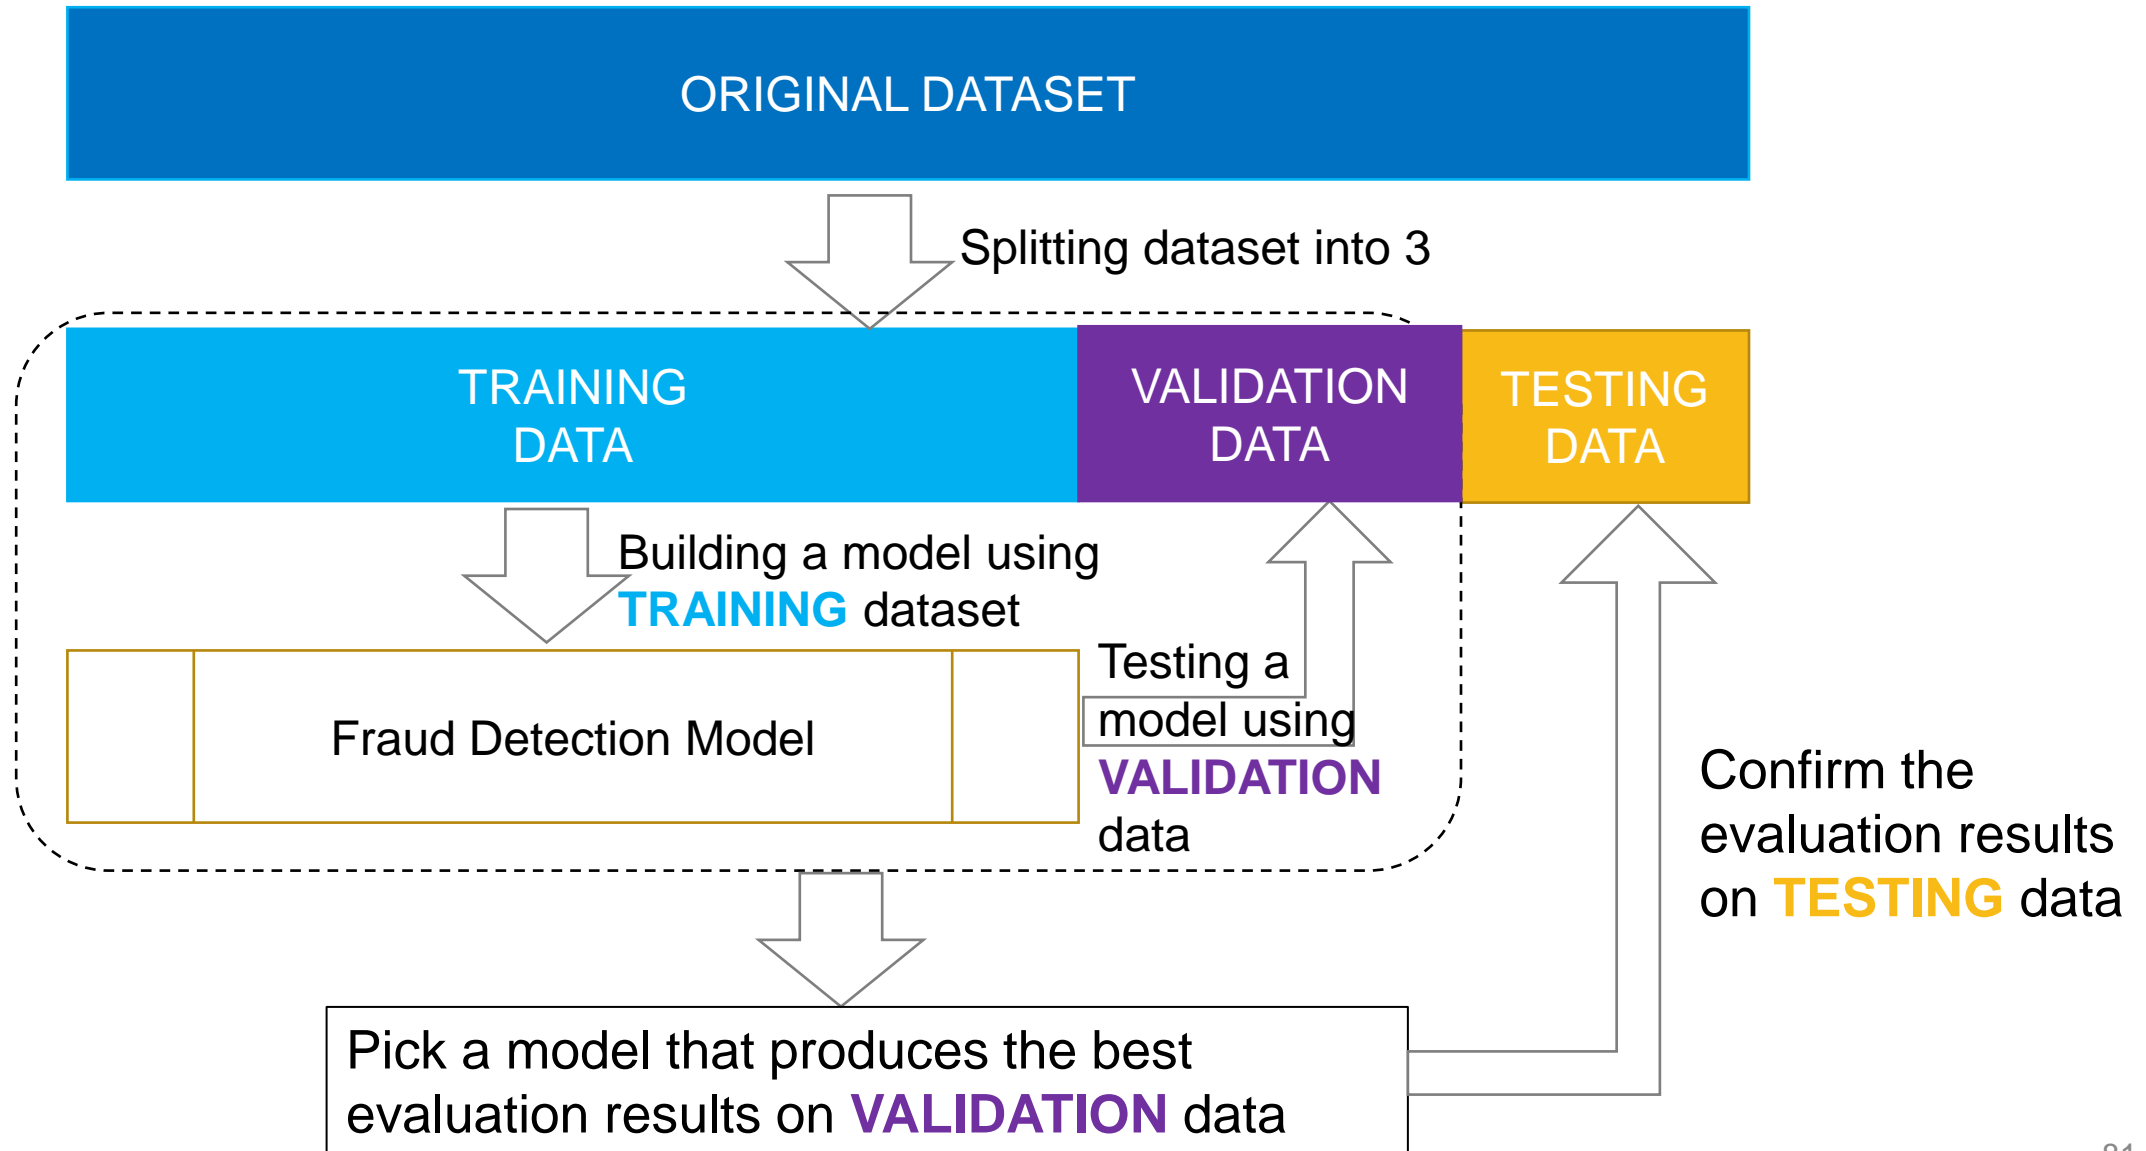 ORIGINAL DATASET
Splitting dataset into 3
TRAINING
DATA
VALIDATION
DATA
TESTING
DATA
Building a model using
TRAINING dataset
Testing a
model using
VALIDATION
data
Fraud Detection Model
Confirm the
evaluation results
on TESTING data
Pick a model that produces the best
evaluation results on VALIDATION data